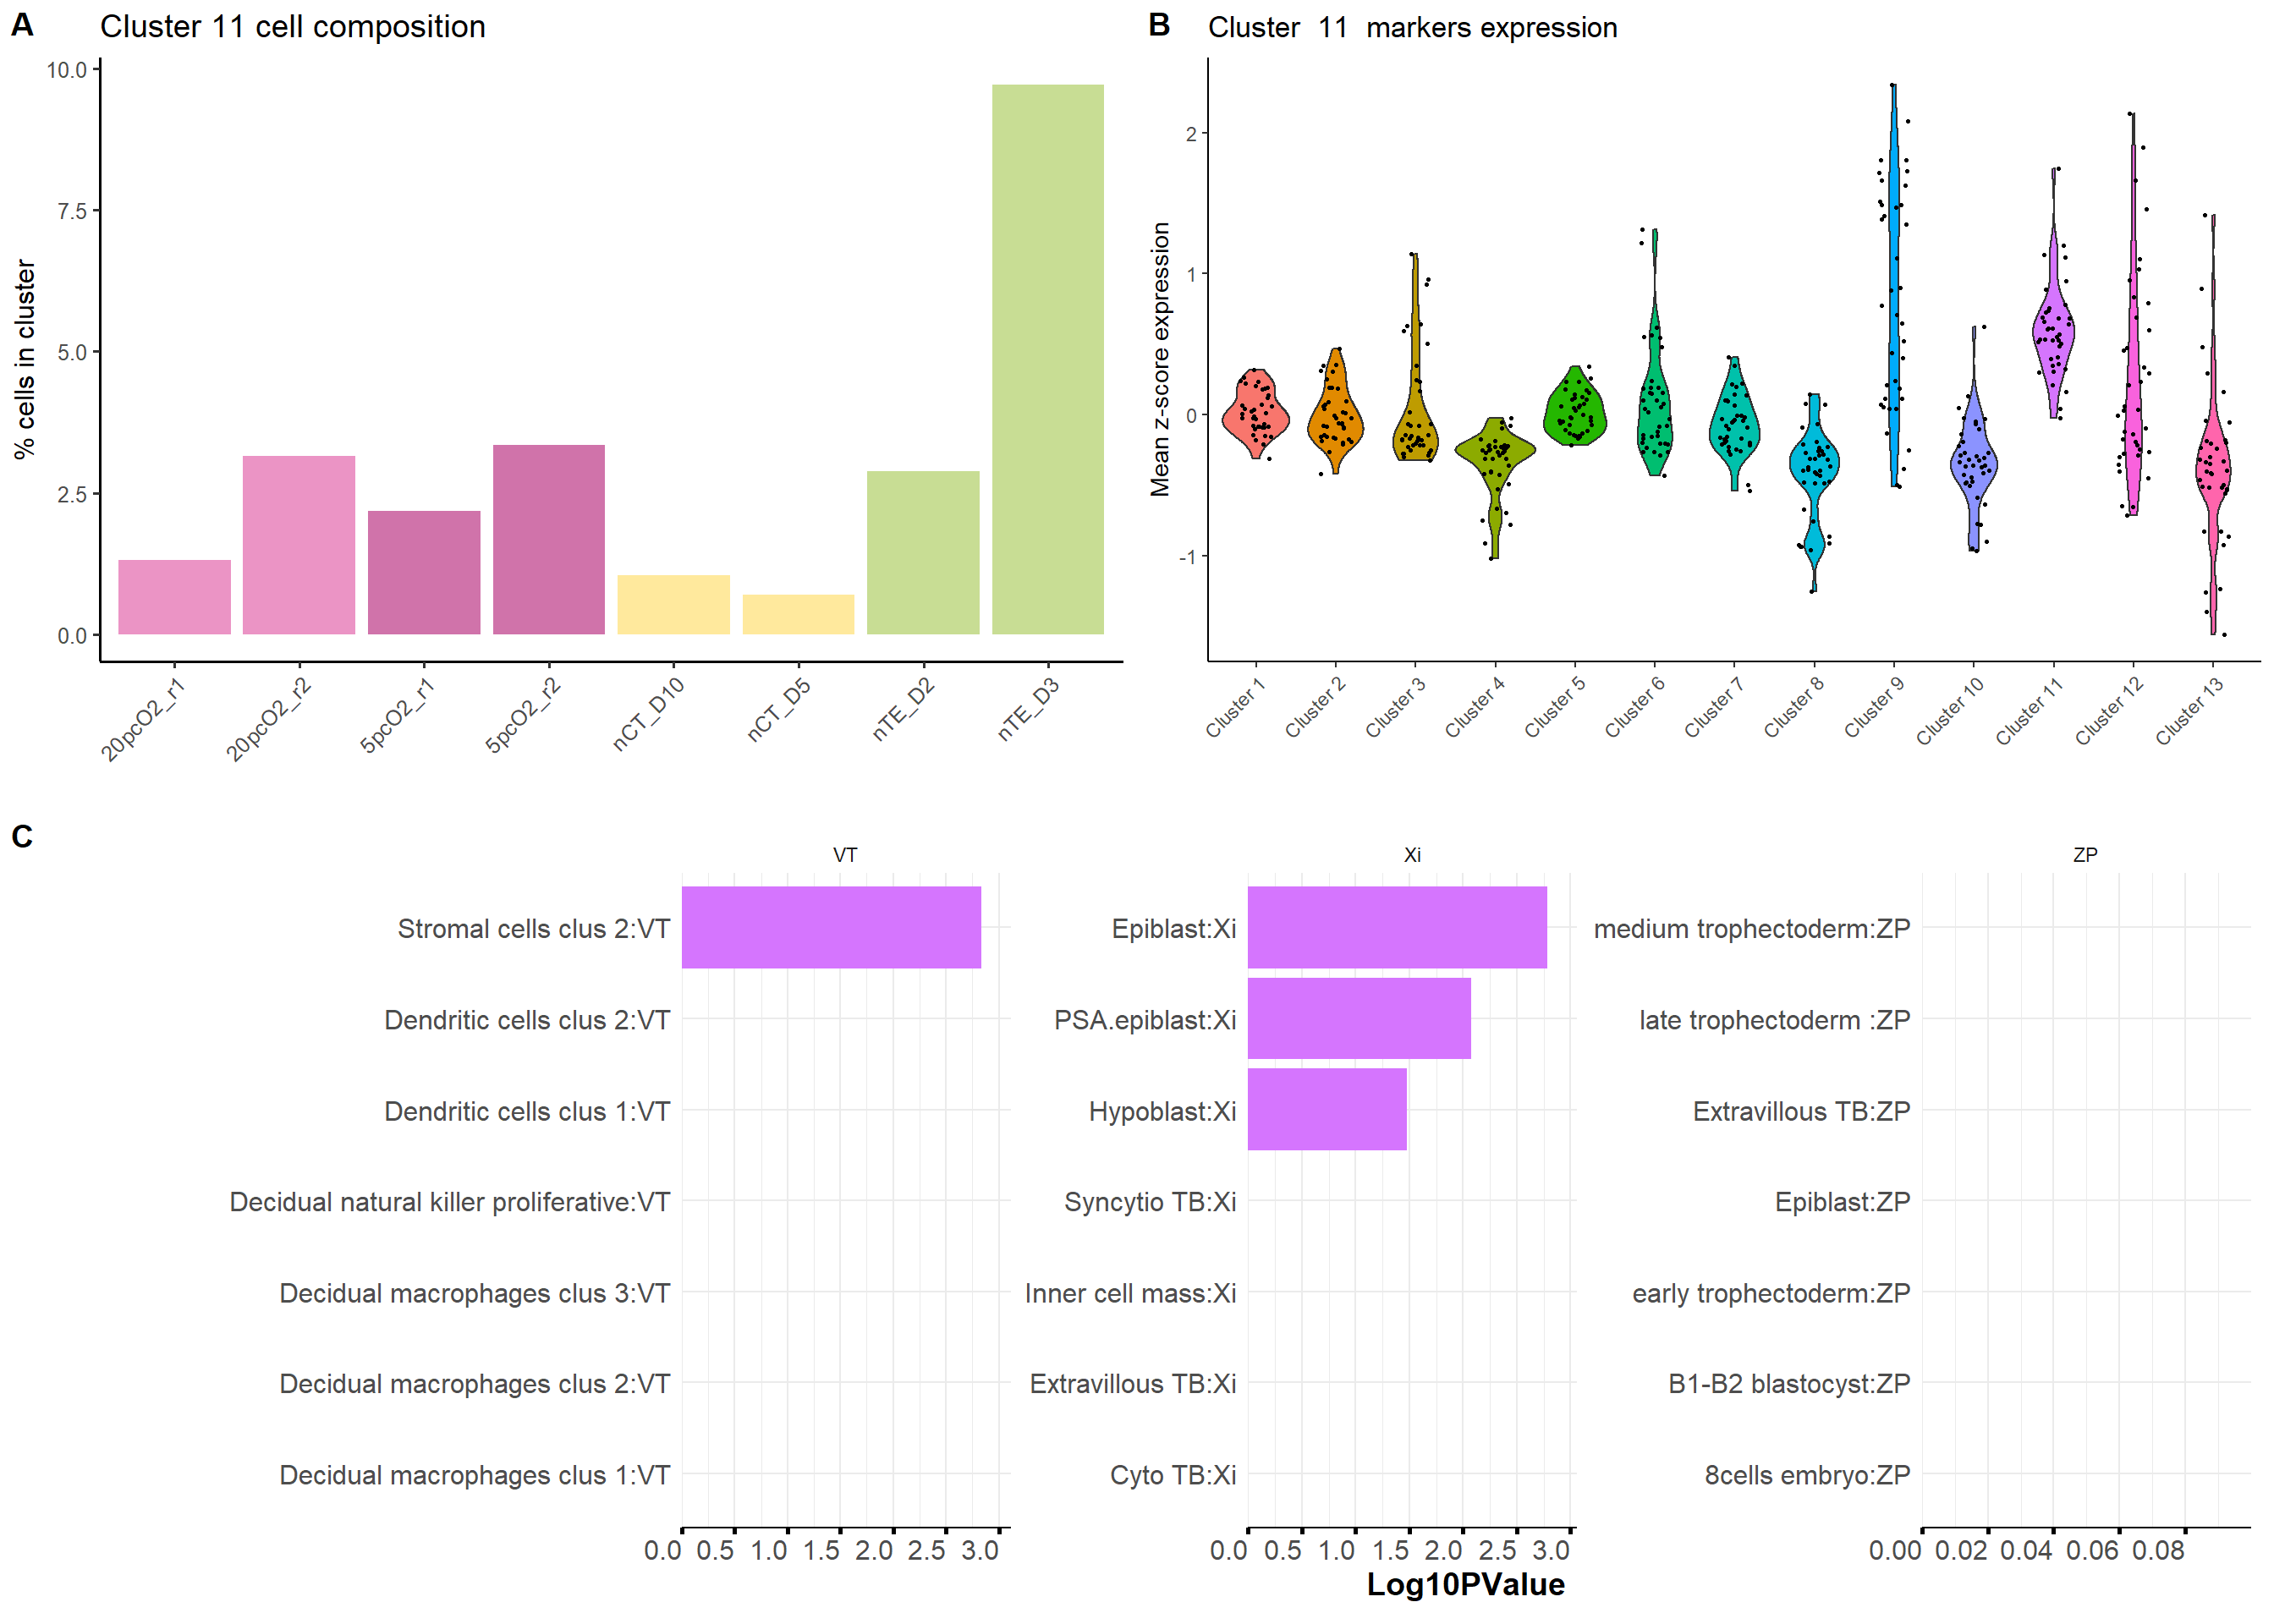 A
Cluster 11 cell composition
% cells in cluster
10.0
7.5
5.0
2.5
0.0
20pcO2_r1
20pcO2_r2
5pcO2_r1
5pcO2_r2
nCT_D10
nCT_D5
nTE_D2
nTE_D3
B
Cluster  11  markers expression
Mean z-score expression
2
1
0
-1
Cluster 1
Cluster 2
Cluster 3
Cluster 4
Cluster 5
Cluster 6
Cluster 7
Cluster 8
Cluster 9
Cluster 10
Cluster 11
Cluster 12
Cluster 13
C
VT
Stromal cells clus 2:VT
Dendritic cells clus 2:VT
Dendritic cells clus 1:VT
Decidual natural killer proliferative:VT
Decidual macrophages clus 3:VT
Decidual macrophages clus 2:VT
Decidual macrophages clus 1:VT
0.0 0.5 1.0 1.5 2.0 2.5 3.0
Xi
Epiblast:Xi
PSA.epiblast:Xi
Hypoblast:Xi
Syncytio TB:Xi
Inner cell mass:Xi
Extravillous TB:Xi
Cyto TB:Xi
0.0 0.5 1.0 1.5 2.0 2.5 3.0
ZP
medium trophectoderm:ZP
late trophectoderm :ZP
Extravillous TB:ZP
Epiblast:ZP
early trophectoderm:ZP
B1-B2 blastocyst:ZP
8cells embryo:ZP
0.00 0.02 0.04 0.06 0.08
Log10PValue